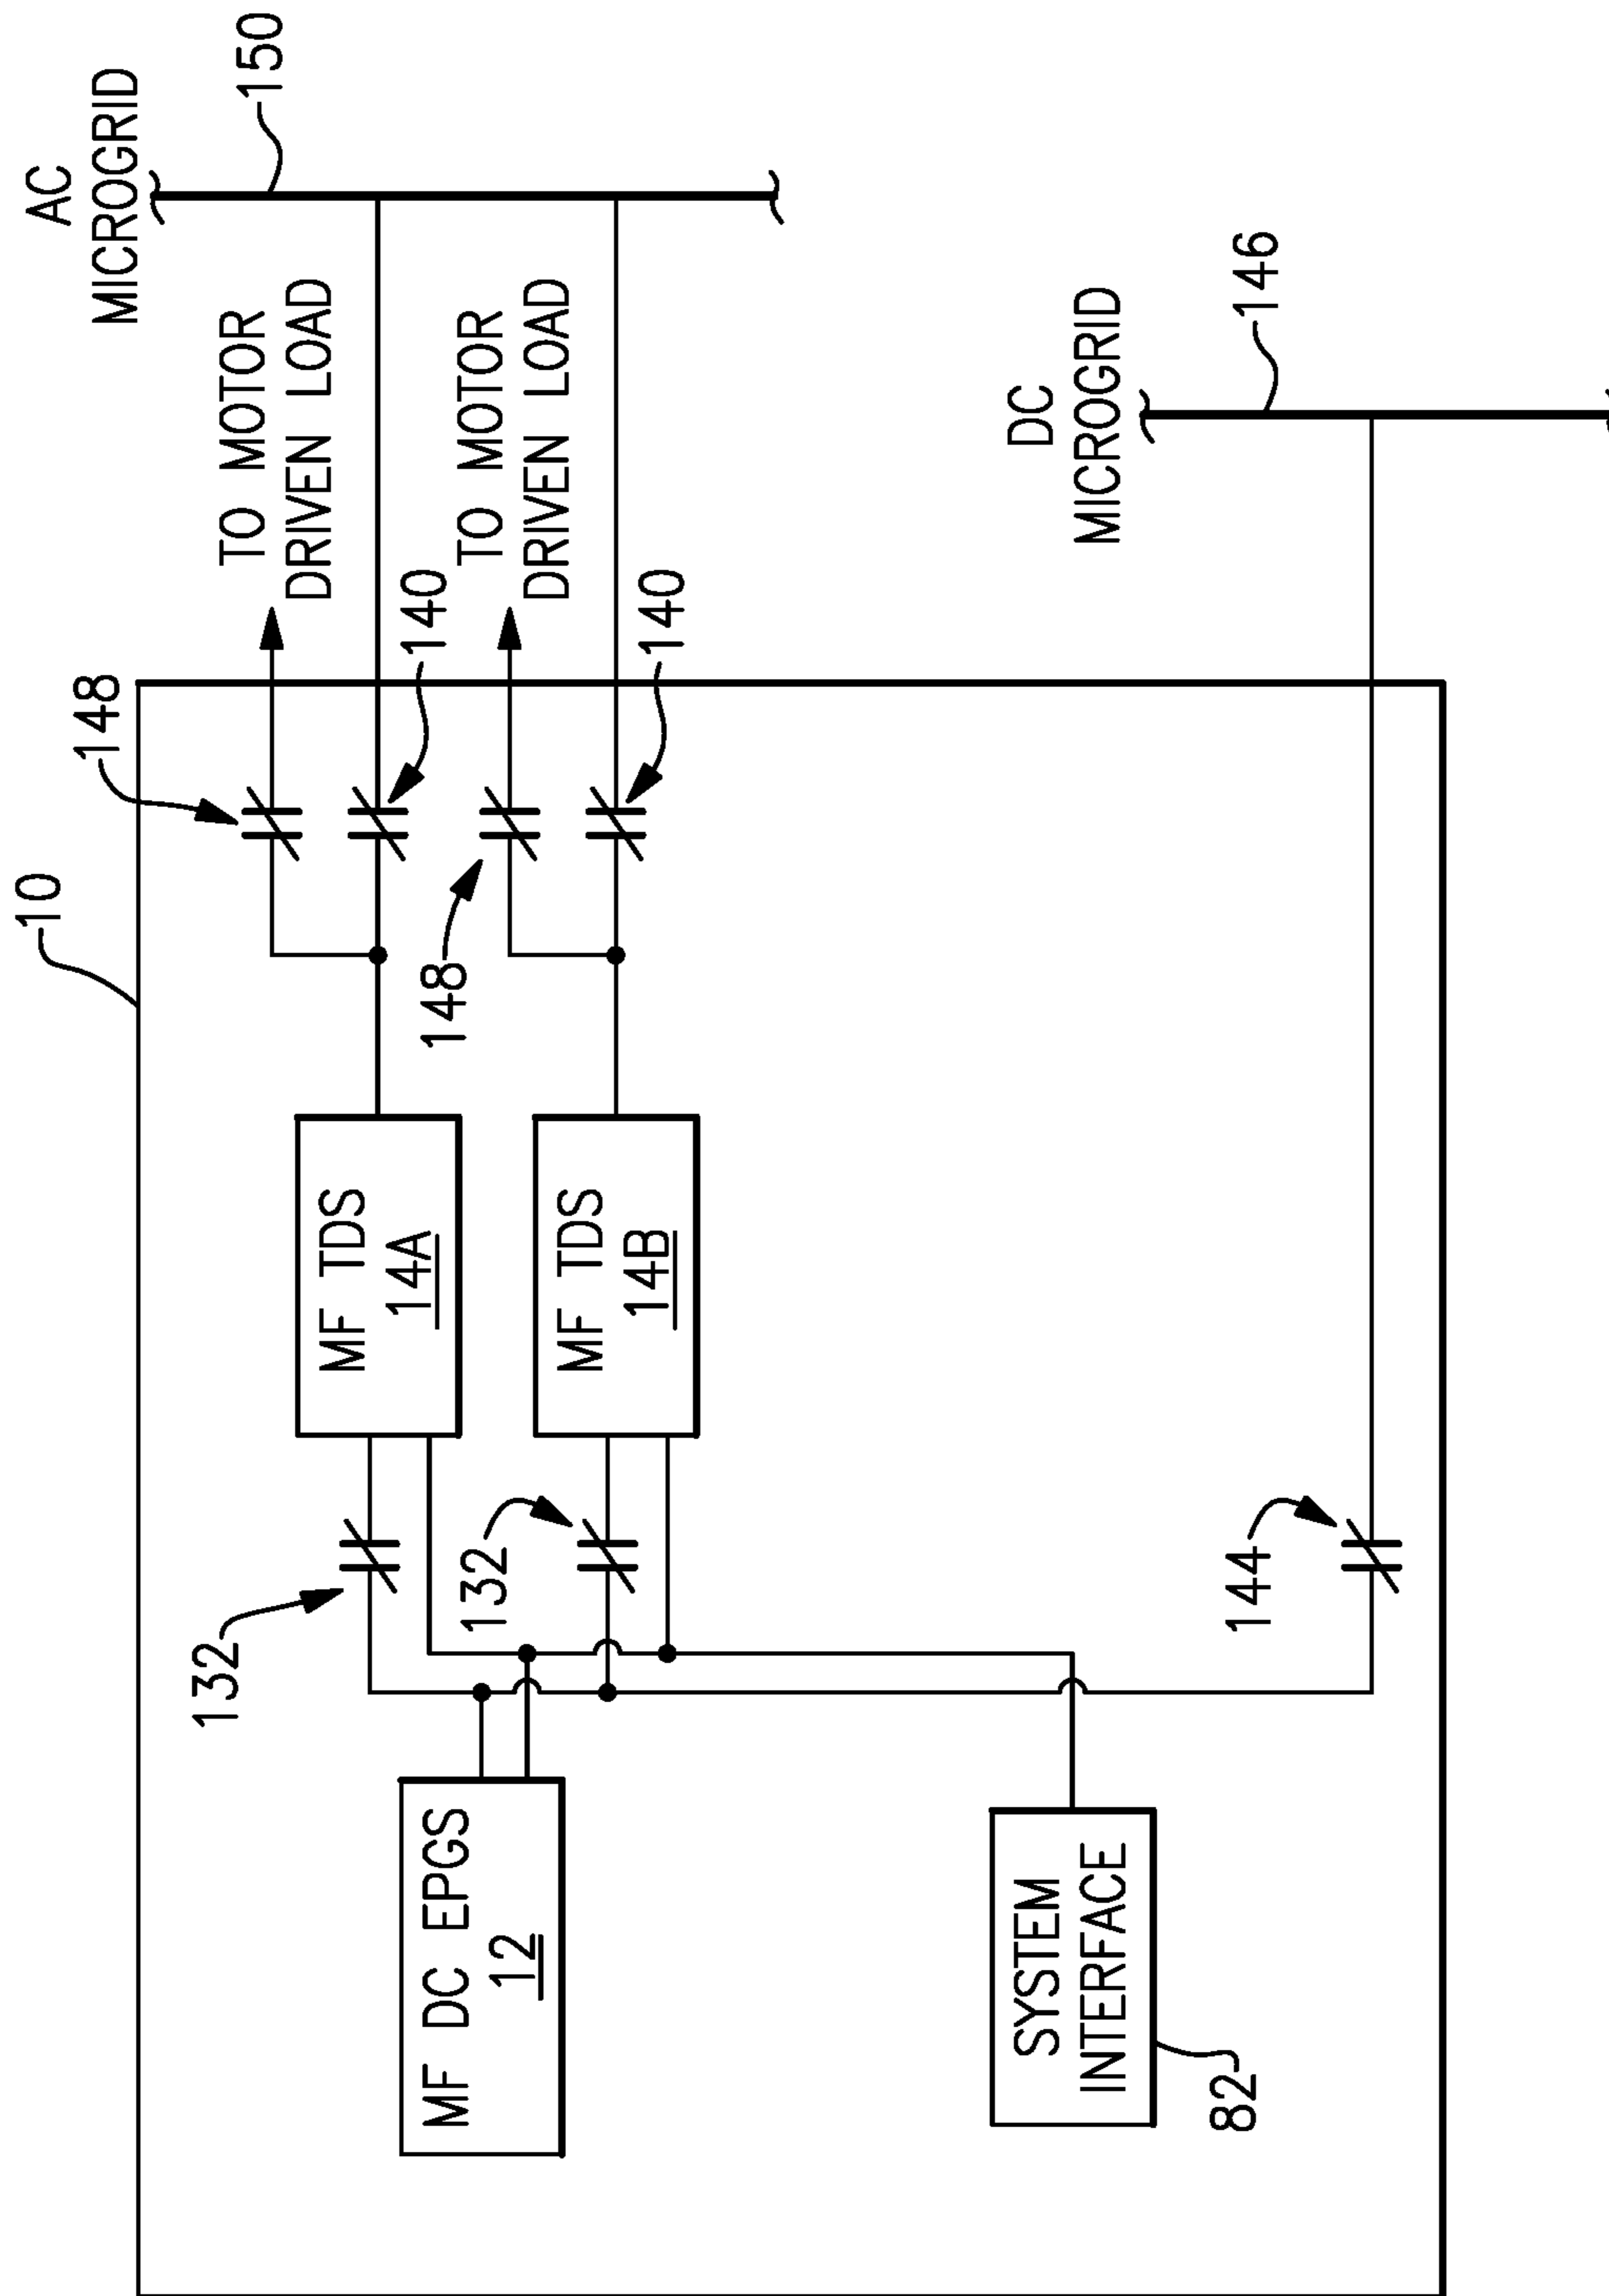 10
148
140
148
140
TO MOTOR
DRIVEN LOAD
TO MOTOR
DRIVEN LOAD
AC
MICROGRID
150
132
MF TDS
14A
132
MF TDS
14B
MF DC EPGS
12
SYSTEM
INTERFACE
82
144
DC
MICROGRID
146